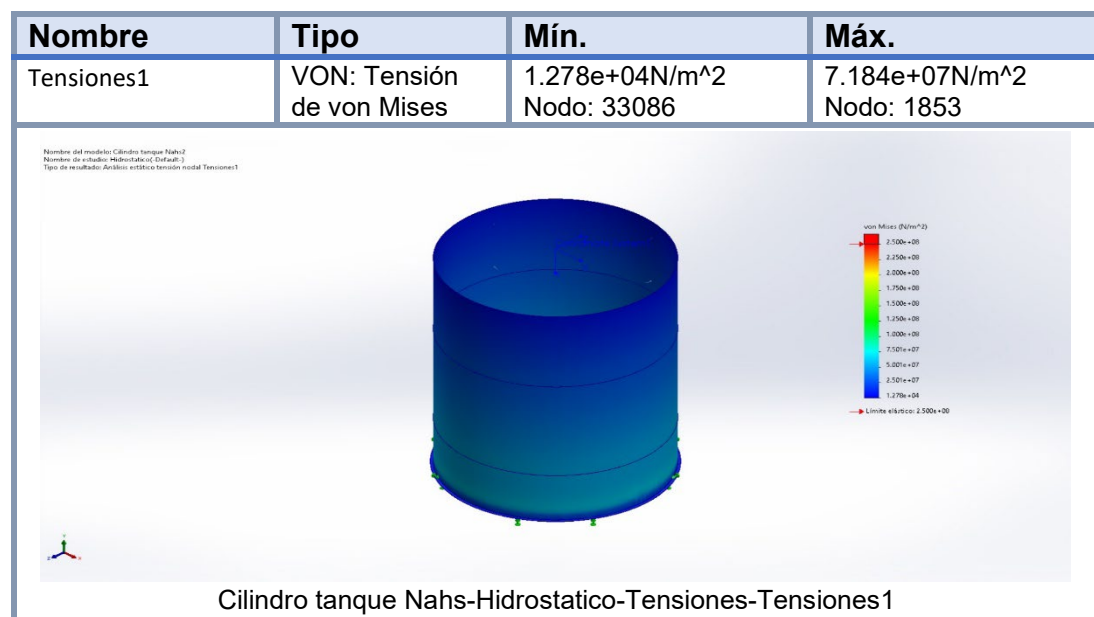 Nombre Tipo Mín. Máx.
Tensiones1 VON: Tensión de von Mises 1.278e+04N/m^2 Nodo: 33086 7.184e+07N/m^2 Nodo: 1853
Nombre del modelo: Cilindro tanque Nahs2
Nombre de estudio: Hidrostatico(-Default-)
Tipo de resultado: Análisis estático tensión nodal Tensiones1
von Mises (N/m^2)
2.500e+08
2.250e+08
2.000e+08
1.750e+08
1.500e+08
1.250e+08
1.000e+08
7.501e+07
5.001e+07
2.501e+07
1.278e+04
Límite elástico: 2.500e+08
Cilindro tanque Nahs-Hidrostatico-Tensiones-Tensiones1